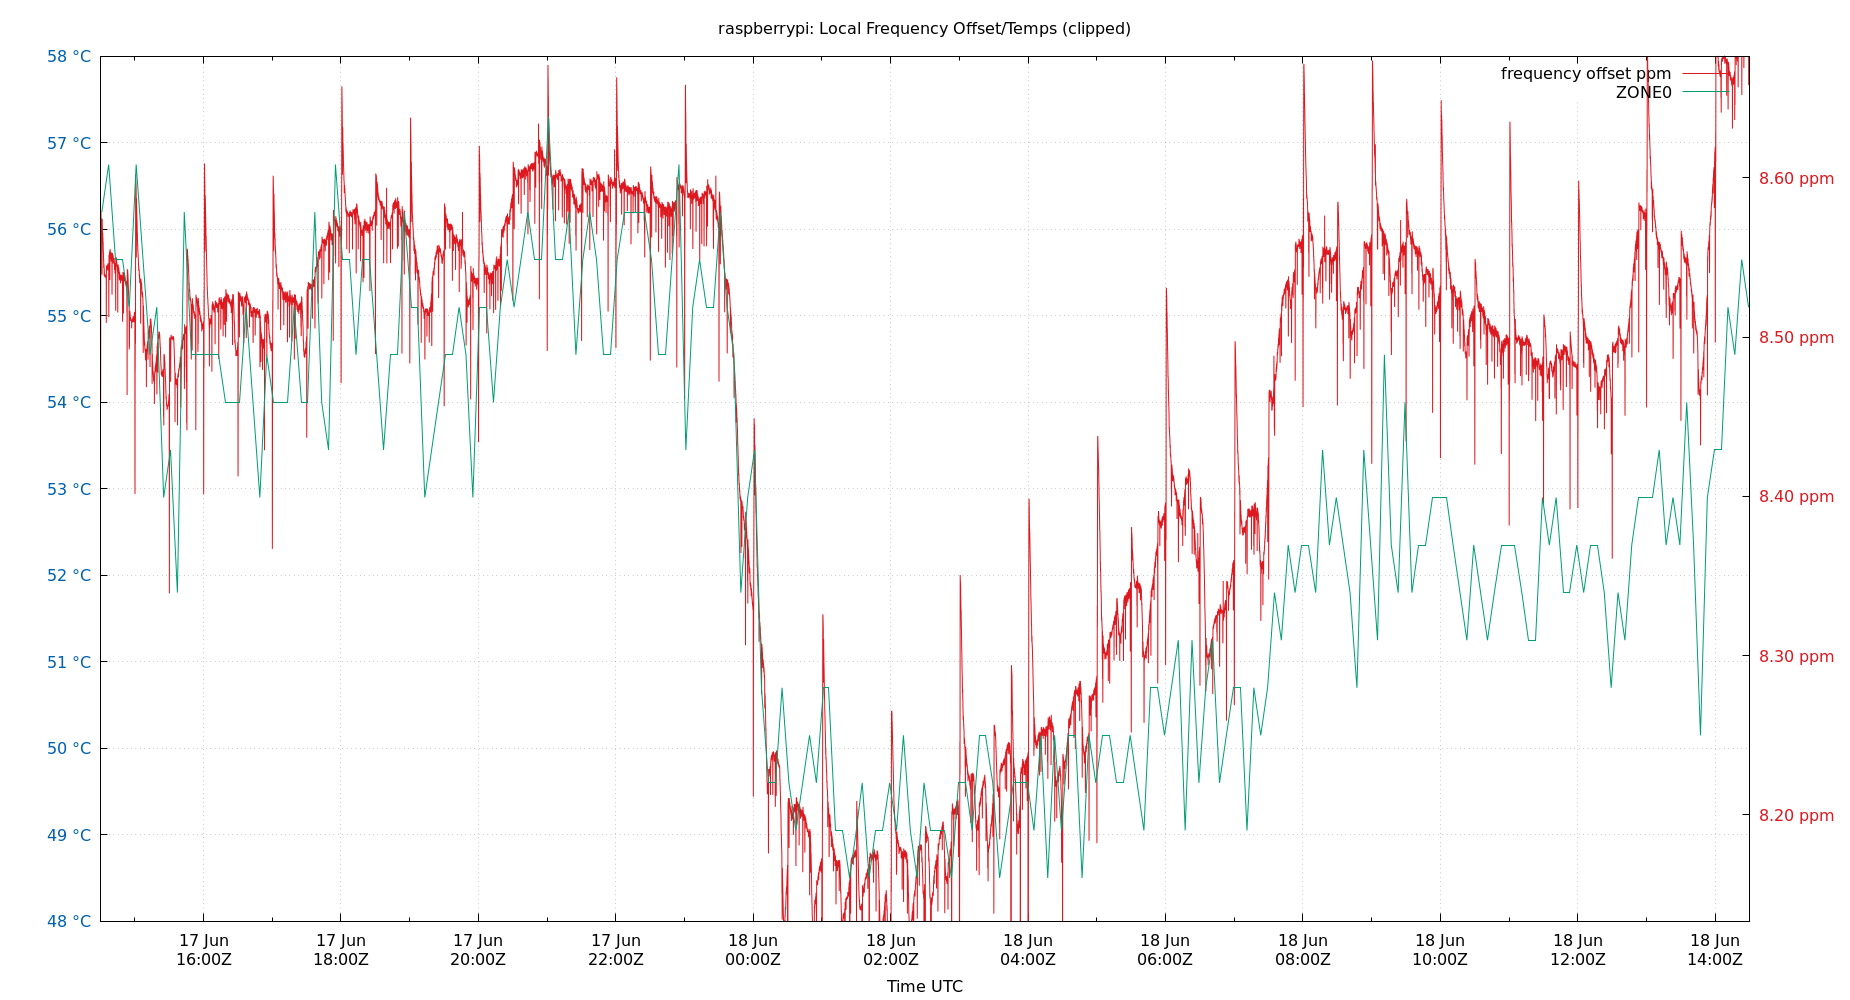 raspberrypi: Local Frequency Offset/Temps (clipped)
58 °C
57 °C
56 °C
55 °C
54 °C
53 °C
52 °C
51 °C
50 °C
49 °C
48 °C
frequency offset ppm
ZONE0
8.60 ppm
8.50 ppm
8.40 ppm
8.30 ppm
8.20 ppm
17 Jun 17 Jun 17 Jun 17 Jun 18 Jun 18 Jun 18 Jun 18 Jun 18 Jun 18 Jun 18 Jun 18 Jun
16:00Z 18:00Z 20:00Z 22:00Z 00:00Z 02:00Z 04:00Z 06:00Z 08:00Z 10:00Z 12:00Z 14:00Z
Time UTC